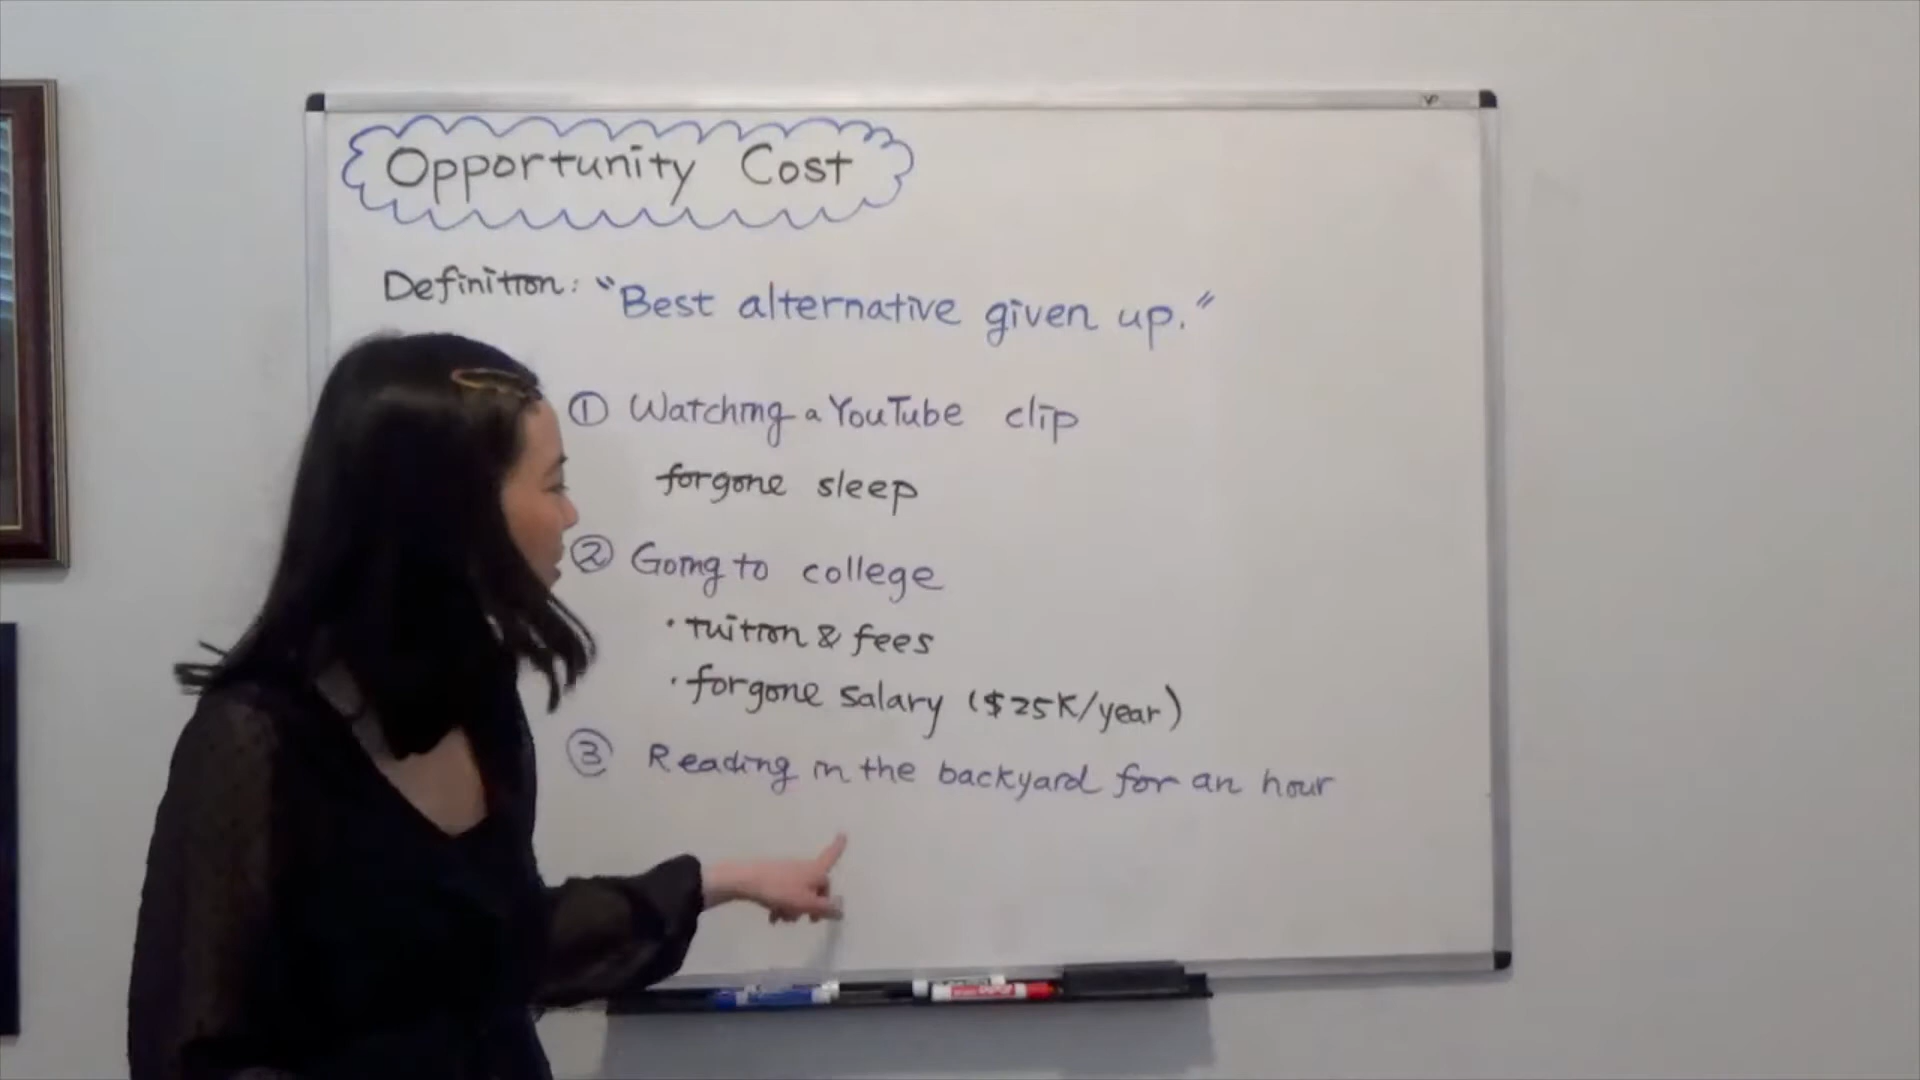 Opportunity Cost
Definition: "Best alternative given up."
① Watching a YouTube clip
forgone sleep
② Going to college
· tuition & fees
· forgone salary ($25K/year)
③ Reading in the backyard for an hour